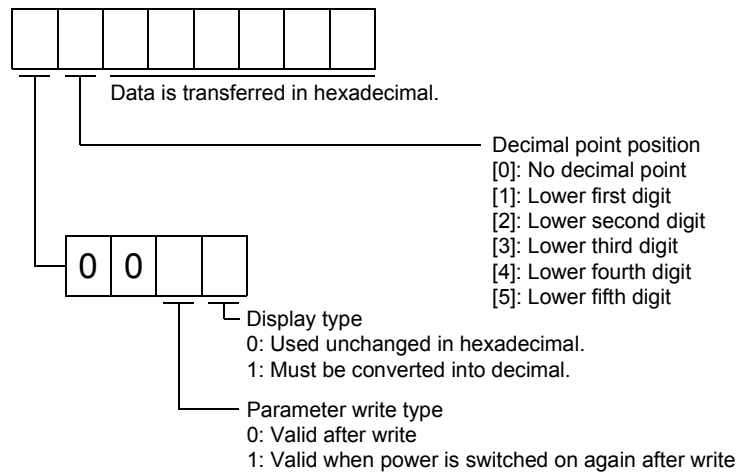 Data is transferred in hexadecimal.
Decimal point position
[0]: No decimal point
[1]: Lower first digit
[2]: Lower second digit
[3]: Lower third digit
[4]: Lower fourth digit
[5]: Lower fifth digit
0 0
Display type
0: Used unchanged in hexadecimal.
1: Must be converted into decimal.
Parameter write type
0: Valid after write
1: Valid when power is switched on again after write